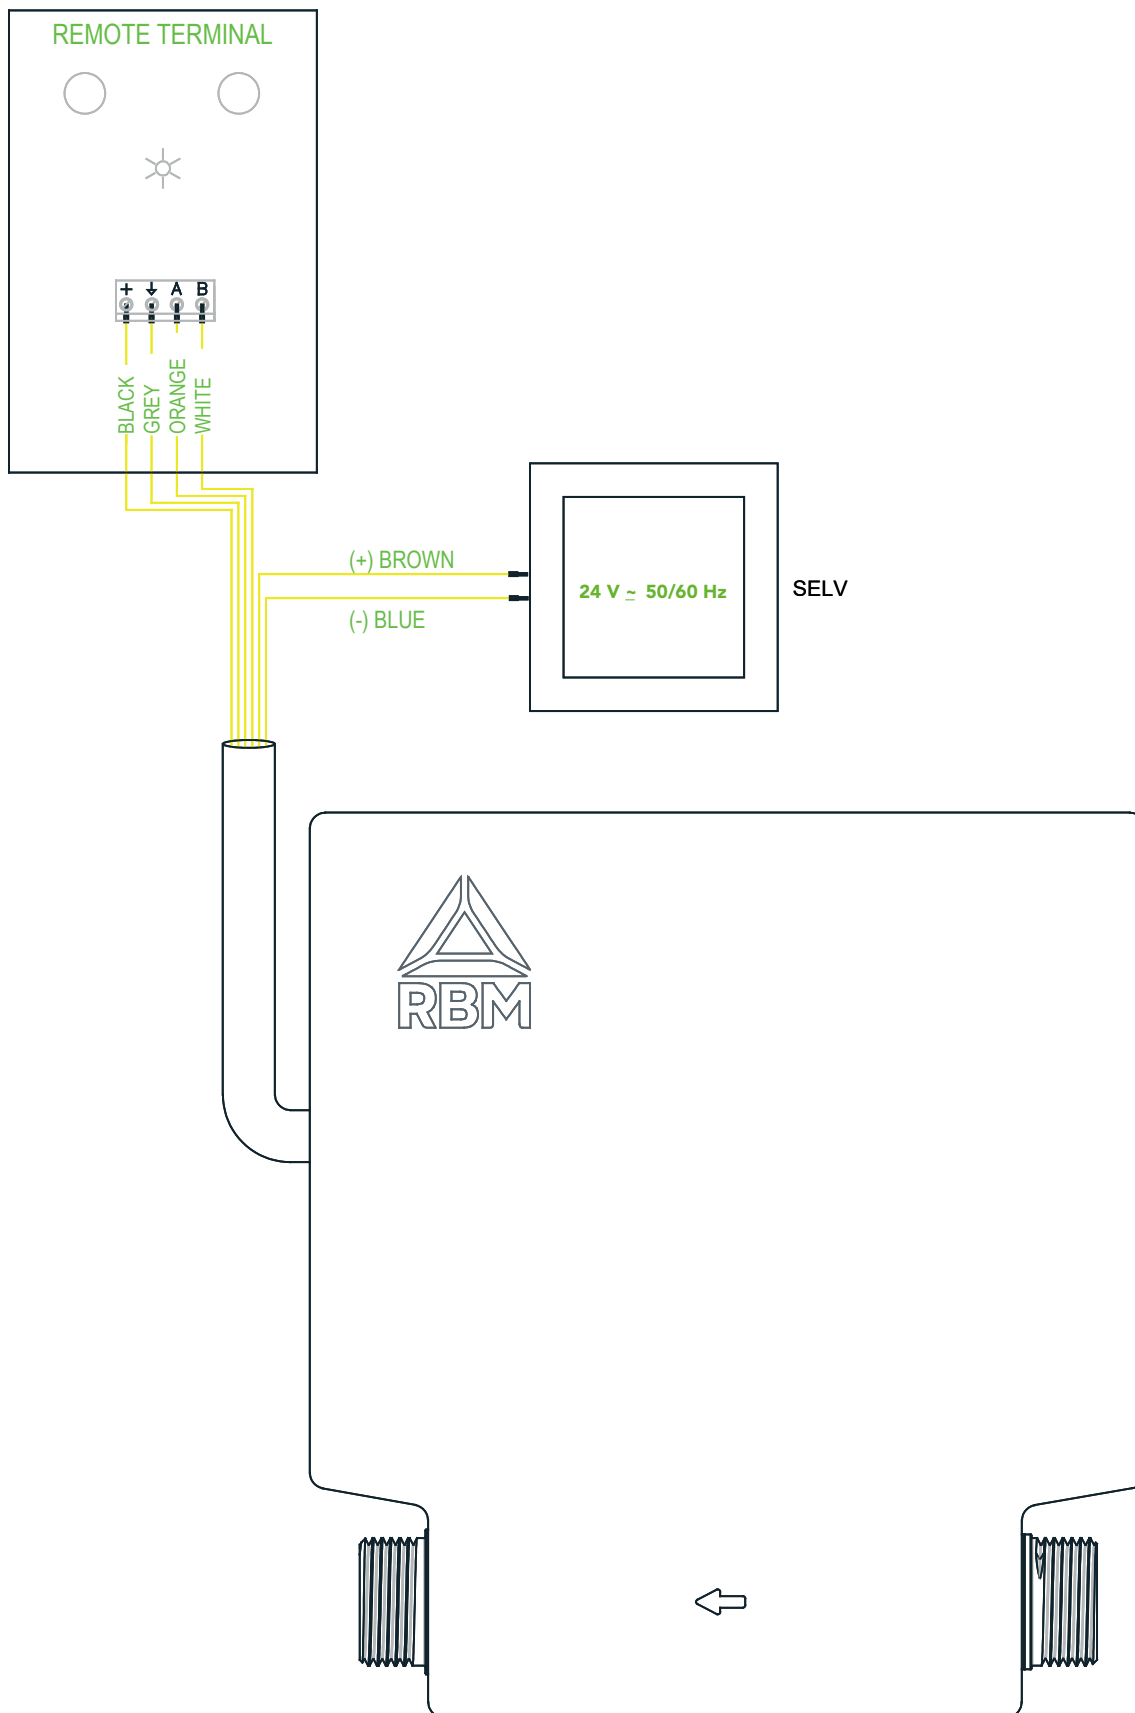 REMOTE TERMINAL
+ ⏚ A B
BLACK
GREY
ORANGE
WHITE
(+) BROWN
(-) BLUE
24 V ~ 50/60 Hz
SELV
RBM